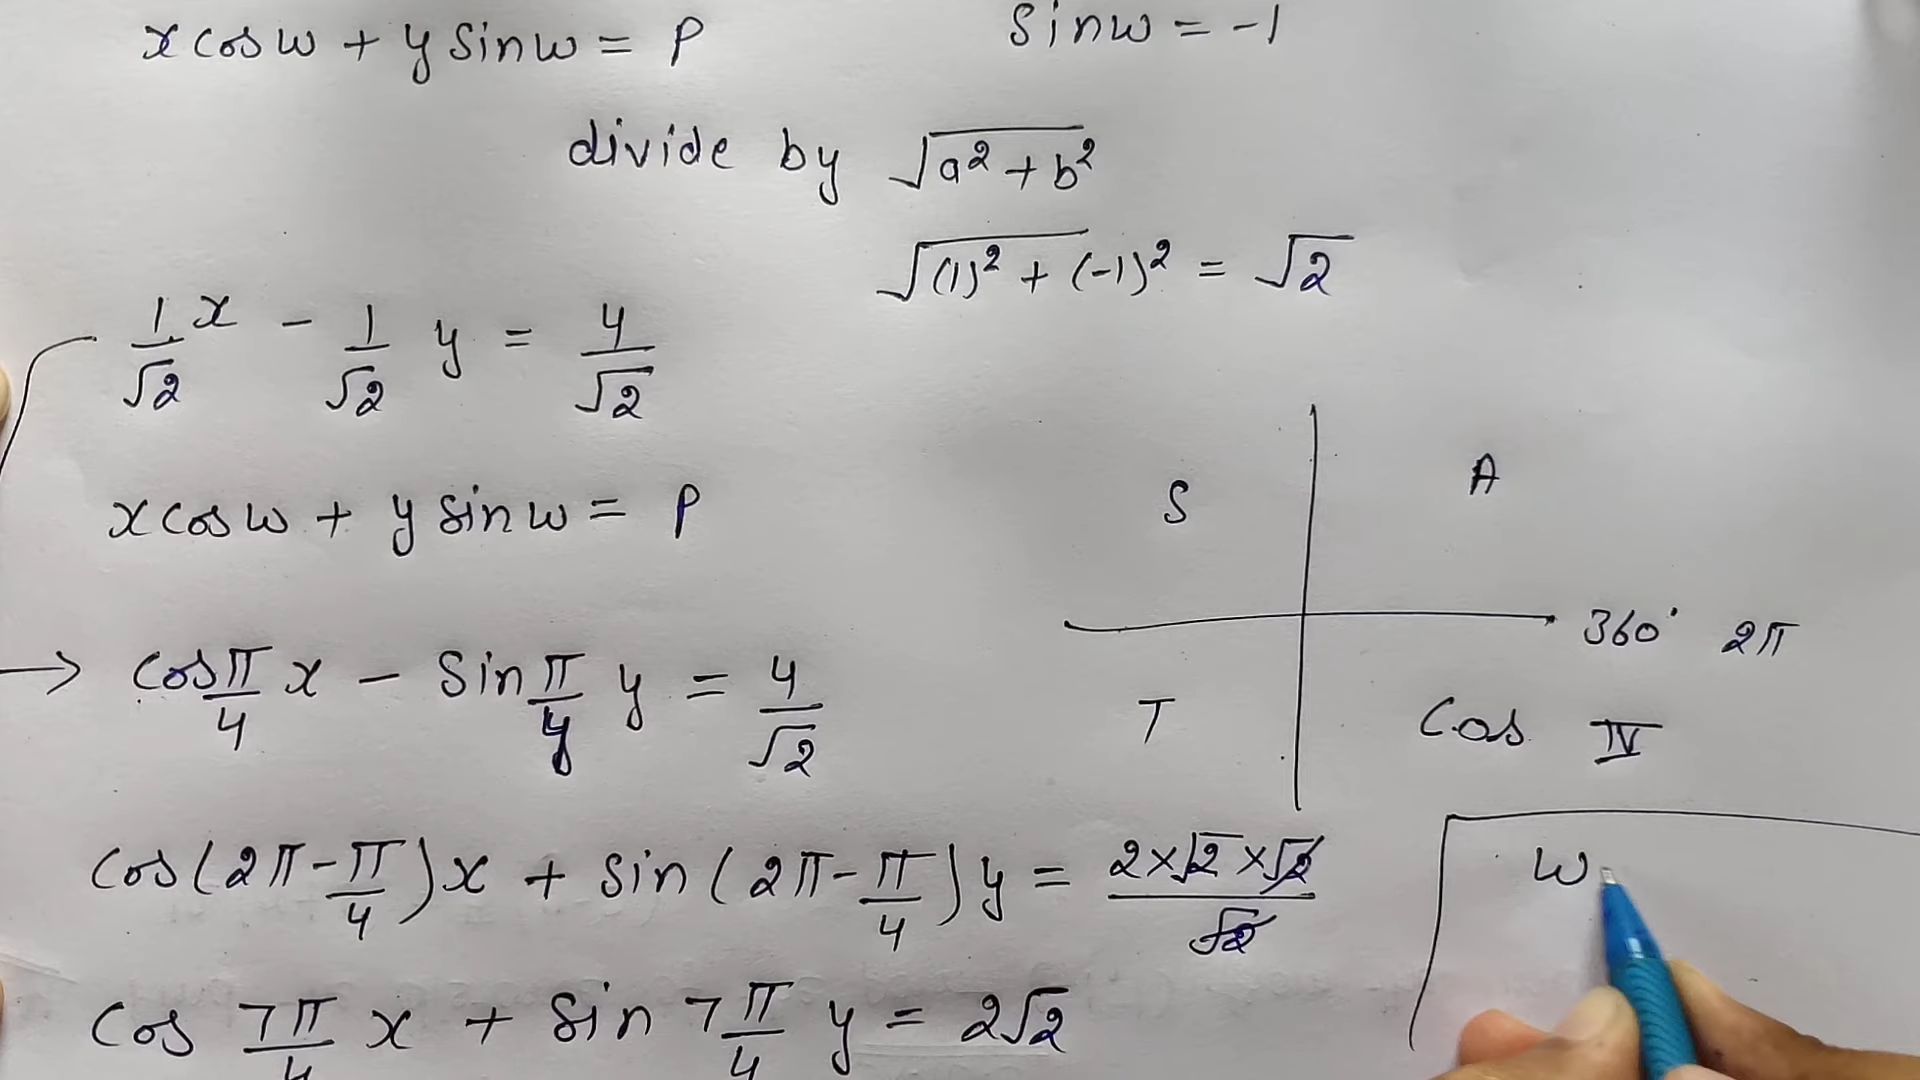 x cos w + y sin w = P
sin w = -1
divide by √a² + b²
√(1)² + (-1)² = √2
1/√2 x - 1/√2 y = 4/√2
x cos w + y sin w = P
S A
360° 2π
T Cos IV
→ cos π/4 x - Sin π/4 y = 4/√2
cos(2π - π/4)x + sin(2π - π/4)y = 2×√2×√2/√2
cos 7π/4 x + sin 7π/4 y = 2√2
w